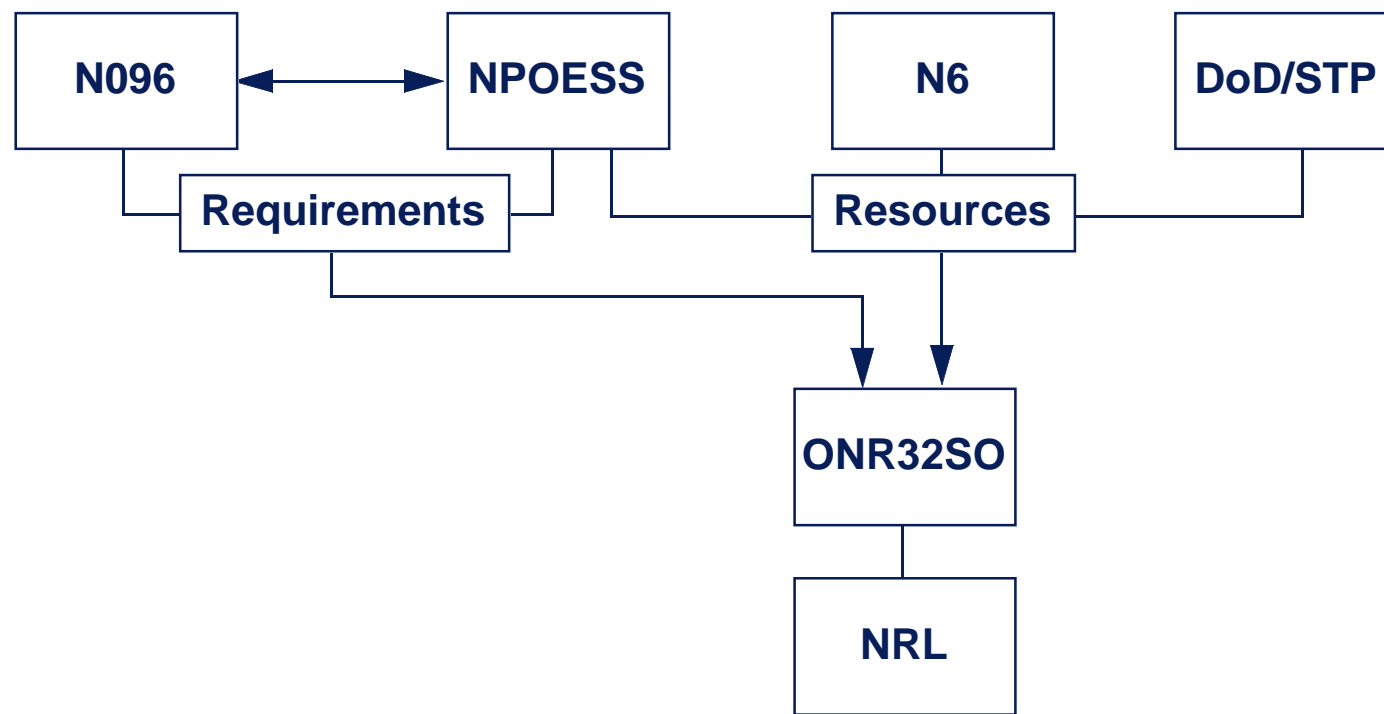 N096
NPOESS
N6
DoD/STP
Requirements
Resources
ONR32SO
NRL